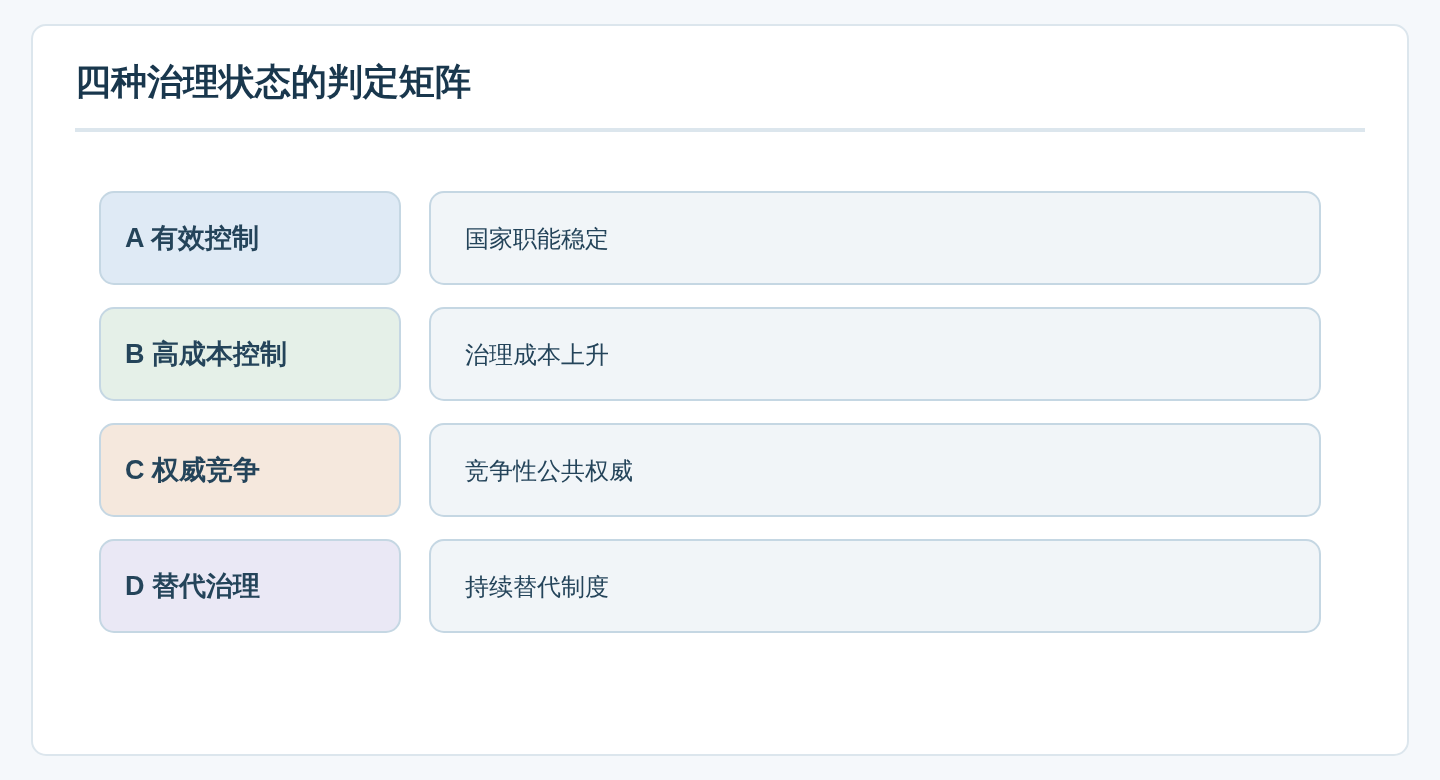 四种治理状态的判定矩阵
A 有效控制
国家职能稳定
B 高成本控制
治理成本上升
C 权威竞争
竞争性公共权威
D 替代治理
持续替代制度